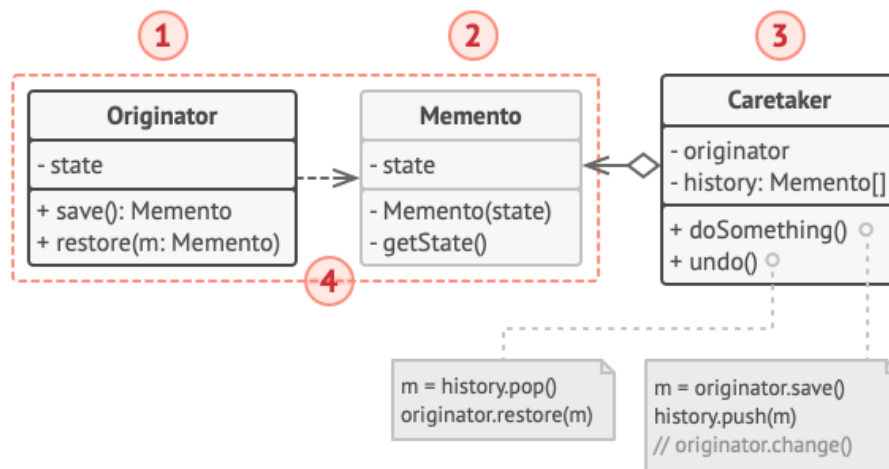 1
2
3
Originator
- state
+ save(): Memento
+ restore(m: Memento)
Memento
- state
- Memento(state)
- getState()
Caretaker
- originator
- history: Memento[]
+ doSomething()
+ undo()
4
m = history.pop()
originator.restore(m)
m = originator.save()
history.push(m)
// originator.change()